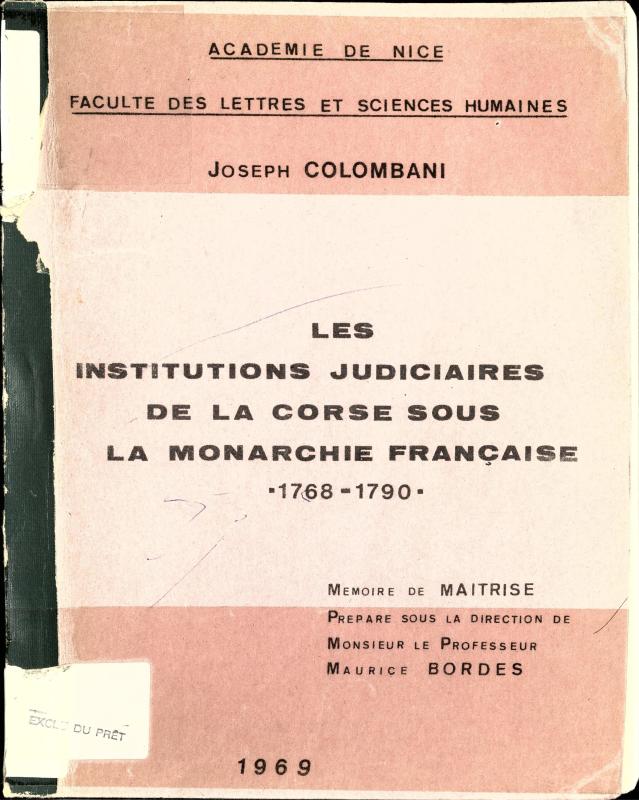 ACADEMIE DE NICE
FACULTE DES LETTRES ET SCIENCES HUMAINES
JOSEPH COLOMBANI
LES
INSTITUTIONS JUDICIAIRES
DE LA CORSE SOUS
LA MONARCHIE FRANÇAISE
·1768-1790·
MEMOIRE DE MAITRISE
PREPARE SOUS LA DIRECTION DE
MONSIEUR LE PROFESSEUR
MAURICE BORDES
EXCLU DU PRÊT
1969